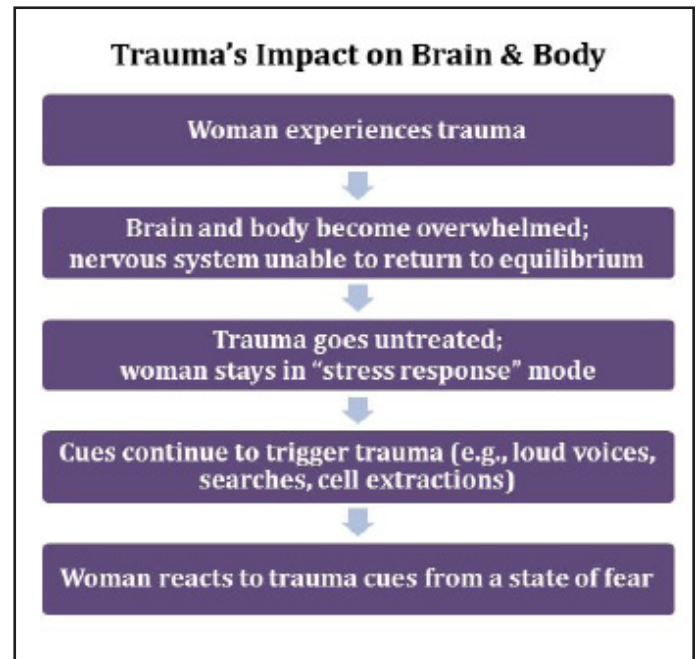 Trauma's Impact on Brain & Body
Woman experiences trauma
Brain and body become overwhelmed;
nervous system unable to return to equilibrium
Trauma goes untreated;
woman stays in “stress response” mode
Cues continue to trigger trauma (e.g., loud voices,
searches, cell extractions)
Woman reacts to trauma cues from a state of fear